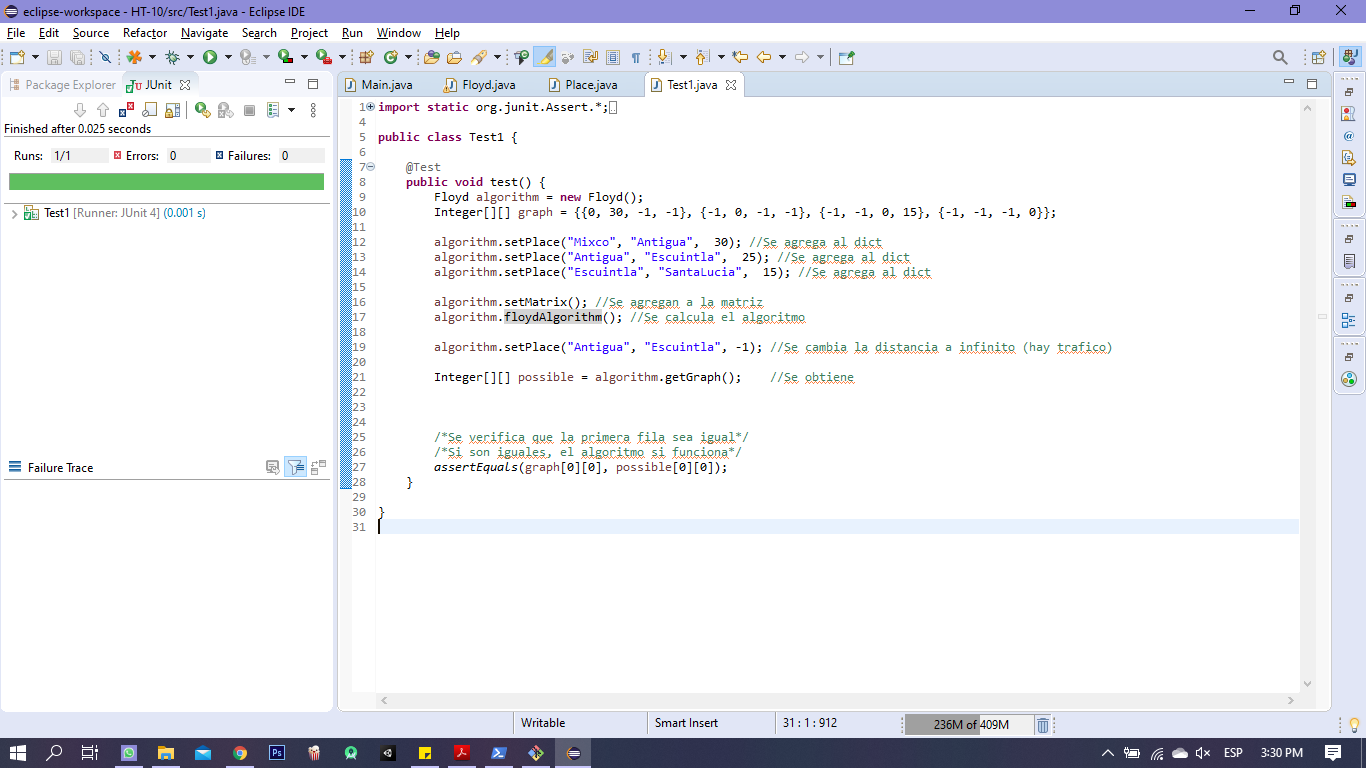 eclipse-workspace - HT-10/src/Test1.java - Eclipse IDE
File Edit Source Refactor Navigate Search Project Run Window Help
Package Explorer JUnit
Finished after 0.025 seconds
Runs: 1/1 Errors: 0 Failures: 0
Test1 [Runner: JUnit 4] (0.001 s)
Failure Trace
Main.java Floyd.java Place.java Test1.java
1 import static org.junit.Assert.*;
4
5 public class Test1 {
6
7 @Test
8 public void test() {
9 Floyd algorithm = new Floyd();
10 Integer[][] graph = {{0, 30, -1, -1}, {-1, 0, -1, -1}, {-1, -1, 0, 15}, {-1, -1, -1, 0}};
11
12 algorithm.setPlace("Mixco", "Antigua", 30); //Se agrega al dict
13 algorithm.setPlace("Antigua", "Escuintla", 25); //Se agrega al dict
14 algorithm.setPlace("Escuintla", "SantaLucia", 15); //Se agrega al dict
15
16 algorithm.setMatrix(); //Se agregan a la matriz
17 algorithm.floydAlgorithm(); //Se calcula el algoritmo
18
19 algorithm.setPlace("Antigua", "Escuintla", -1); //Se cambia la distancia a infinito (hay trafico)
20
21 Integer[][] possible = algorithm.getGraph(); //Se obtiene
22
23
24
25 /*Se verifica que la primera fila sea igual*/
26 /*Si son iguales, el algoritmo si funciona*/
27 assertEquals(graph[0][0], possible[0][0]);
28 }
29
30 }
31
Writable Smart Insert 31 : 1 : 912 236M of 409M
Ps
ESP 3:30 PM